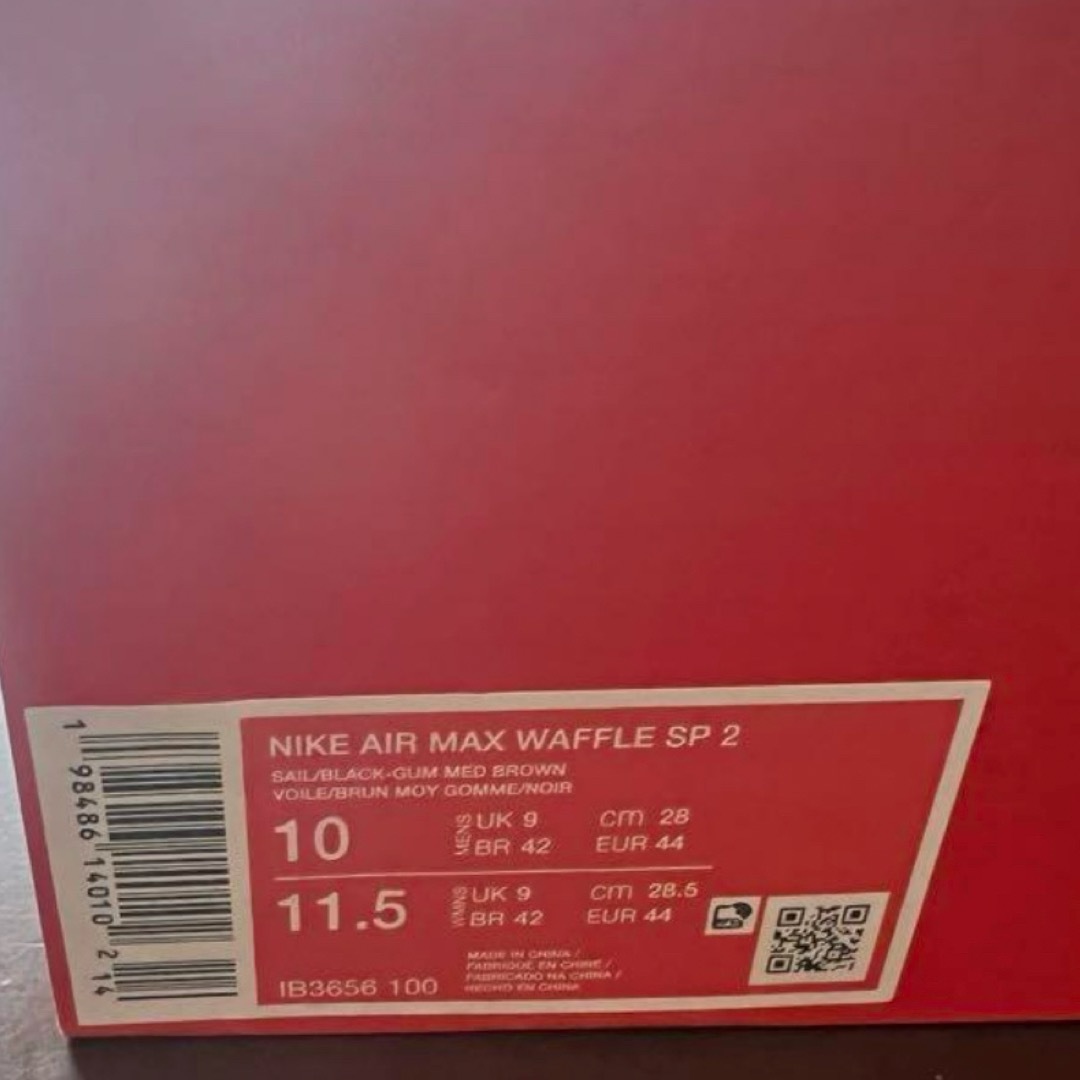 NIKE AIR MAX WAFFLE SP 2
SAIL/BLACK-GUM MED BROWN
VOILE/BRUN MOY GOMME/NOIR
10 MENS UK 9 cm 28
BR 42 EUR 44
11.5 WMNS UK 9 cm 28.5
BR 42 EUR 44
MADE IN CHINA /
FABRIQUE EN CHINE /
FABRICADO NA CHINA /
HECHO EN CHINA
IB3656 100
1 98486 14010 2 14